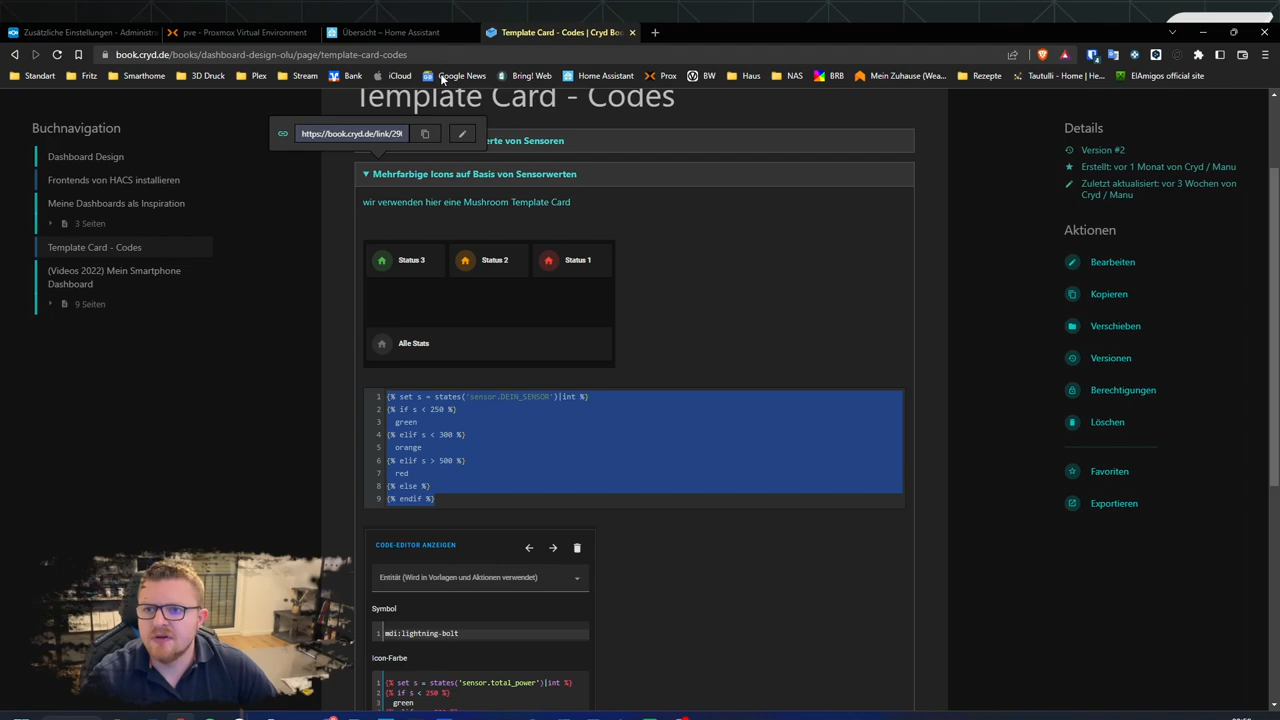 Zusätzliche Einstellungen - Administra
pve - Proxmox Virtual Environment
Übersicht – Home Assistant
Template Card - Codes | Cryd Boo
book.cryd.de/books/dashboard-design-olu/page/template-card-codes
Standart
Fritz
Smarthome
3D Druck
Plex
Stream
Bank
iCloud
Google News
Bring! Web
Home Assistant
Prox
BW
Haus
NAS
BRB
Mein Zuhause (Wea...
Rezepte
Tautulli - Home | He...
ElAmigos official site
Template Card - Codes
https://book.cryd.de/link/29
erte von Sensoren
Buchnavigation
Dashboard Design
Frontends von HACS installieren
Meine Dashboards als Inspiration
3 Seiten
Template Card - Codes
(Videos 2022) Mein Smartphone
Dashboard
9 Seiten
Mehrfarbige Icons auf Basis von Sensorwerten
wir verwenden hier eine Mushroom Template Card
Status 3
Status 2
Status 1
Alle Stats
1 {% set s = states('sensor.DEIN_SENSOR')|int %}
2 {% if s < 250 %}
3 green
4 {% elif s < 300 %}
5 orange
6 {% elif s > 500 %}
7 red
8 {% else %}
9 {% endif %}
CODE-EDITOR ANZEIGEN
Entität (Wird in Vorlagen und Aktionen verwendet)
Symbol
1 mdi:lightning-bolt
Icon-Farbe
1 {% set s = states('sensor.total_power')|int %}
2 {% if s < 250 %}
3 green
Details
Version #2
Erstellt: vor 1 Monat von Cryd / Manu
Zuletzt aktualisiert: vor 3 Wochen von
Cryd / Manu
Aktionen
Bearbeiten
Kopieren
Verschieben
Versionen
Berechtigungen
Löschen
Favoriten
Exportieren